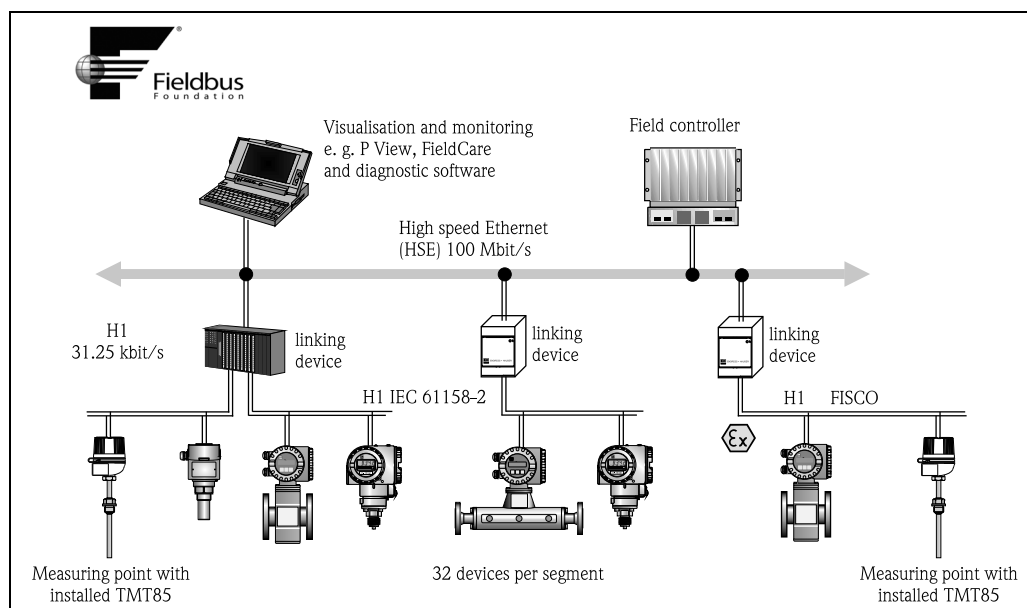 ®
Fieldbus
Foundation
Visualisation and monitoring
e. g. P View, FieldCare
and diagnostic software
Field controller
High speed Ethernet
(HSE) 100 Mbit/s
H1
31.25 kbit/s
linking
device
linking
device
linking
device
H1 IEC 61158-2
H1 FISCO
εx
Measuring point with
installed TMT85
32 devices per segment
Measuring point with
installed TMT85